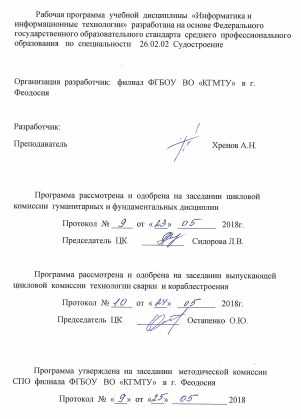 Рабочая программа учебной дисциплины «Информатика и
информационные технологии» разработана на основе Федерального
государственного образовательного стандарта среднего профессионального
образования по специальности 26.02.02 Судостроение
Организация разработчик: филиал ФГБОУ ВО «КГМТУ» в г.
Феодосия
Разработчик:
Преподаватель Хренов А.Н.
Программа рассмотрена и одобрена на заседании цикловой
комиссии гуманитарных и фундаментальных дисциплин
Протокол № 9 от «23» 05 2018г.
Председатель ЦК Сидорова Л.В.
Программа рассмотрена и одобрена на заседании выпускающей
цикловой комиссии технологии сварки и кораблестроения
Протокол № 10 от «24» 05 2018г.
Председатель ЦК Остапенко О.Ю.
Программа утверждена на заседании методической комиссии
СПО филиала ФГБОУ ВО «КГМТУ» в г. Феодосия
Протокол № «9» от «25» 05 2018